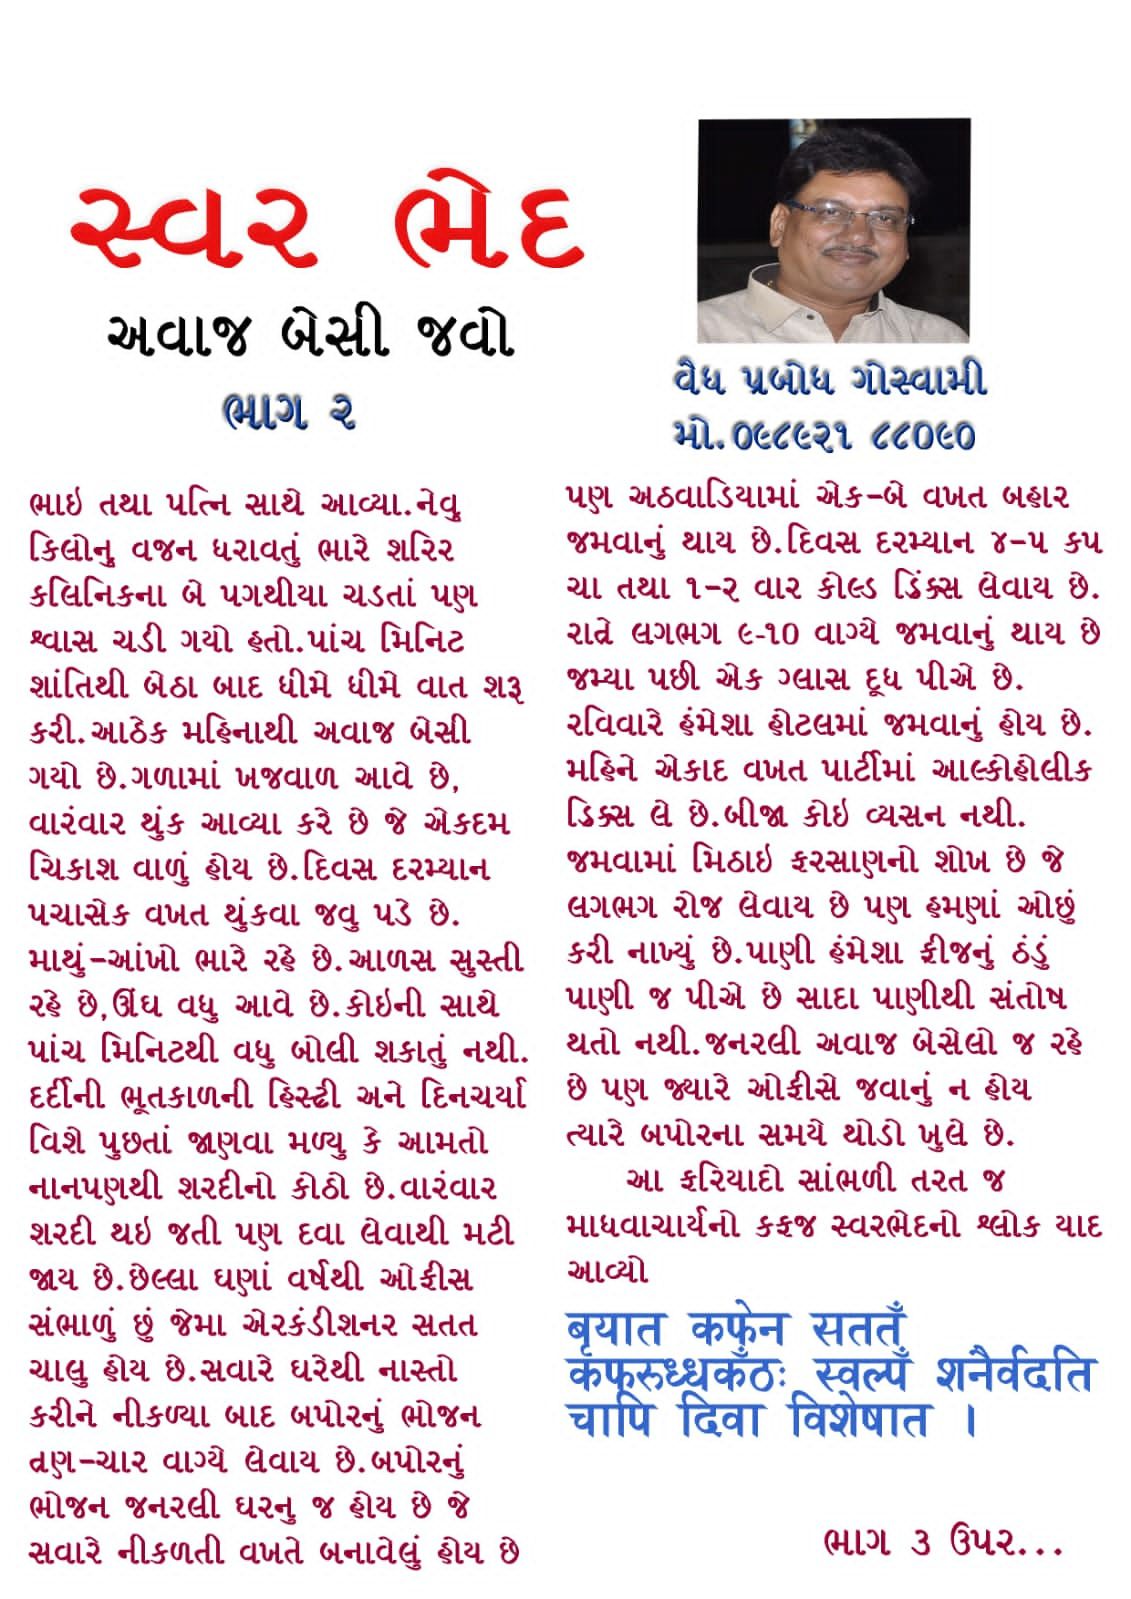 સ્વર ભેદ
અવાજ બેસી જવો
ભાગ ૨
વૈધ પ્રબોધ ગોસ્વામી
મો.૦૯૮૯૨૧ ૮૮૦૯૦
ભાઇ તથા પત્નિ સાથે આવ્યા.નેવુ
કિલોનુ વજન ધરાવતું ભારે શરિર
કલિનિકના બે પગથીયા ચડતાં પણ
શ્વાસ ચડી ગયો હતો.પાંચ મિનિટ
શાંતિથી બેઠા બાદ ધીમે ધીમે વાત શરૂ
કરી.આઠેક મહિનાથી અવાજ બેસી
ગયો છે.ગળામાં ખજવાળ આવે છે,
વારંવાર થુંક આવ્યા કરે છે જે એકદમ
ચિકાશ વાળું હોય છે.દિવસ દરમ્યાન
પચાસેક વખત થુંકવા જવુ પડે છે.
માથું-આંખો ભારે રહે છે.આળસ સુસ્તી
રહે છે,ઊંઘ વધુ આવે છે.કોઇની સાથે
પાંચ મિનિટથી વધુ બોલી શકાતું નથી.
દર્દીની ભૂતકાળની હિસ્ટ્રી અને દિનચર્યા
વિશે પુછતાં જાણવા મળ્યુ કે આમતો
નાનપણથી શરદીનો કોઠો છે.વારંવાર
શરદી થઇ જતી પણ દવા લેવાથી મટી
જાય છે.છેલ્લા ઘણાં વર્ષથી ઓફીસ
સંભાળું છું જેમા એરકંડીશનર સતત
ચાલુ હોય છે.સવારે ઘરેથી નાસ્તો
કરીને નીકળ્યા બાદ બપોરનું ભોજન
ત્રણ-ચાર વાગ્યે લેવાય છે.બપોરનું
ભોજન જનરલી ઘરનુ જ હોય છે જે
સવારે નીકળતી વખતે બનાવેલું હોય છે
પણ અઠવાડિયામાં એક-બે વખત બહાર
જમવાનું થાય છે.દિવસ દરમ્યાન ૪-૫ કપ
ચા તથા ૧-૨ વાર કોલ્ડ ડ્રિંક્સ લેવાય છે.
રાત્રે લગભગ ૯-૧૦ વાગ્યે જમવાનું થાય છે
જમ્યા પછી એક ગ્લાસ દૂધ પીએ છે.
રવિવારે હંમેશા હોટલમાં જમવાનું હોય છે.
મહિને એકાદ વખત પાર્ટીમાં આલ્કોહોલીક
ડ્રિક્સ લે છે.બીજા કોઇ વ્યસન નથી.
જમવામાં મિઠાઇ ફરસાણનો શોખ છે જે
લગભગ રોજ લેવાય છે પણ હમણાં ઓછું
કરી નાખ્યું છે.પાણી હંમેશા ફ્રીજનું ઠંડું
પાણી જ પીએ છે સાદા પાણીથી સંતોષ
થતો નથી.જનરલી અવાજ બેસેલો જ રહે
છે પણ જ્યારે ઓફીસે જવાનું ન હોય
ત્યારે બપોરના સમયે થોડો ખુલે છે.
આ ફરિયાદો સાંભળી તરત જ
માધવાચાર્યનો કફજ સ્વરભેદનો શ્લોક યાદ
આવ્યો
बृयात कफेन सततँ
कफरुध्धकँठः स्वल्पँ शनैर्वदति
चापि दिवा विशेषात ।
ભાગ ૩ ઉપર...